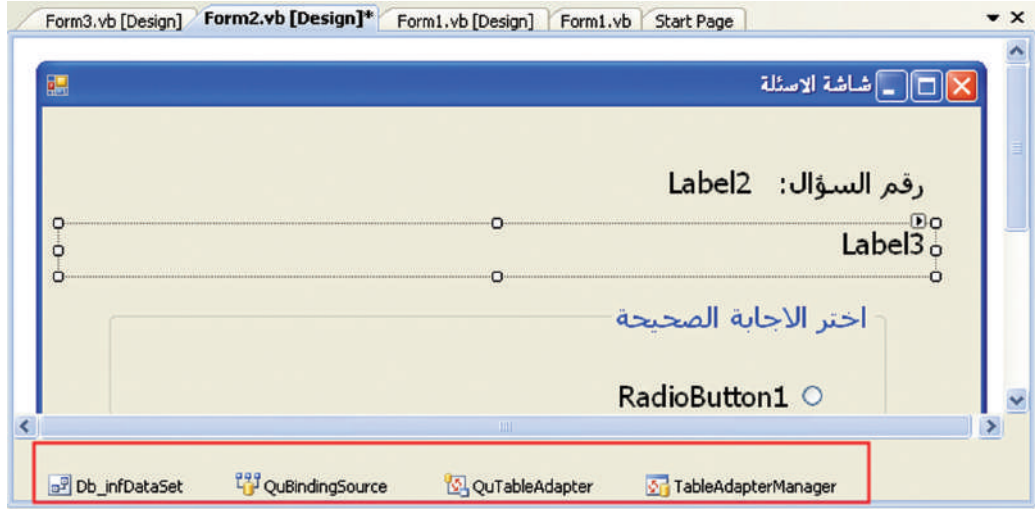 Form3.vb [Design] Form2.vb [Design]* Form1.vb [Design] Form1.vb Start Page
شاشة الاسئلة
رقم السؤال: Label2
Label3
اختر الاجابة الصحيحة
RadioButton1
Db_infDataSet QuBindingSource QuTableAdapter TableAdapterManager